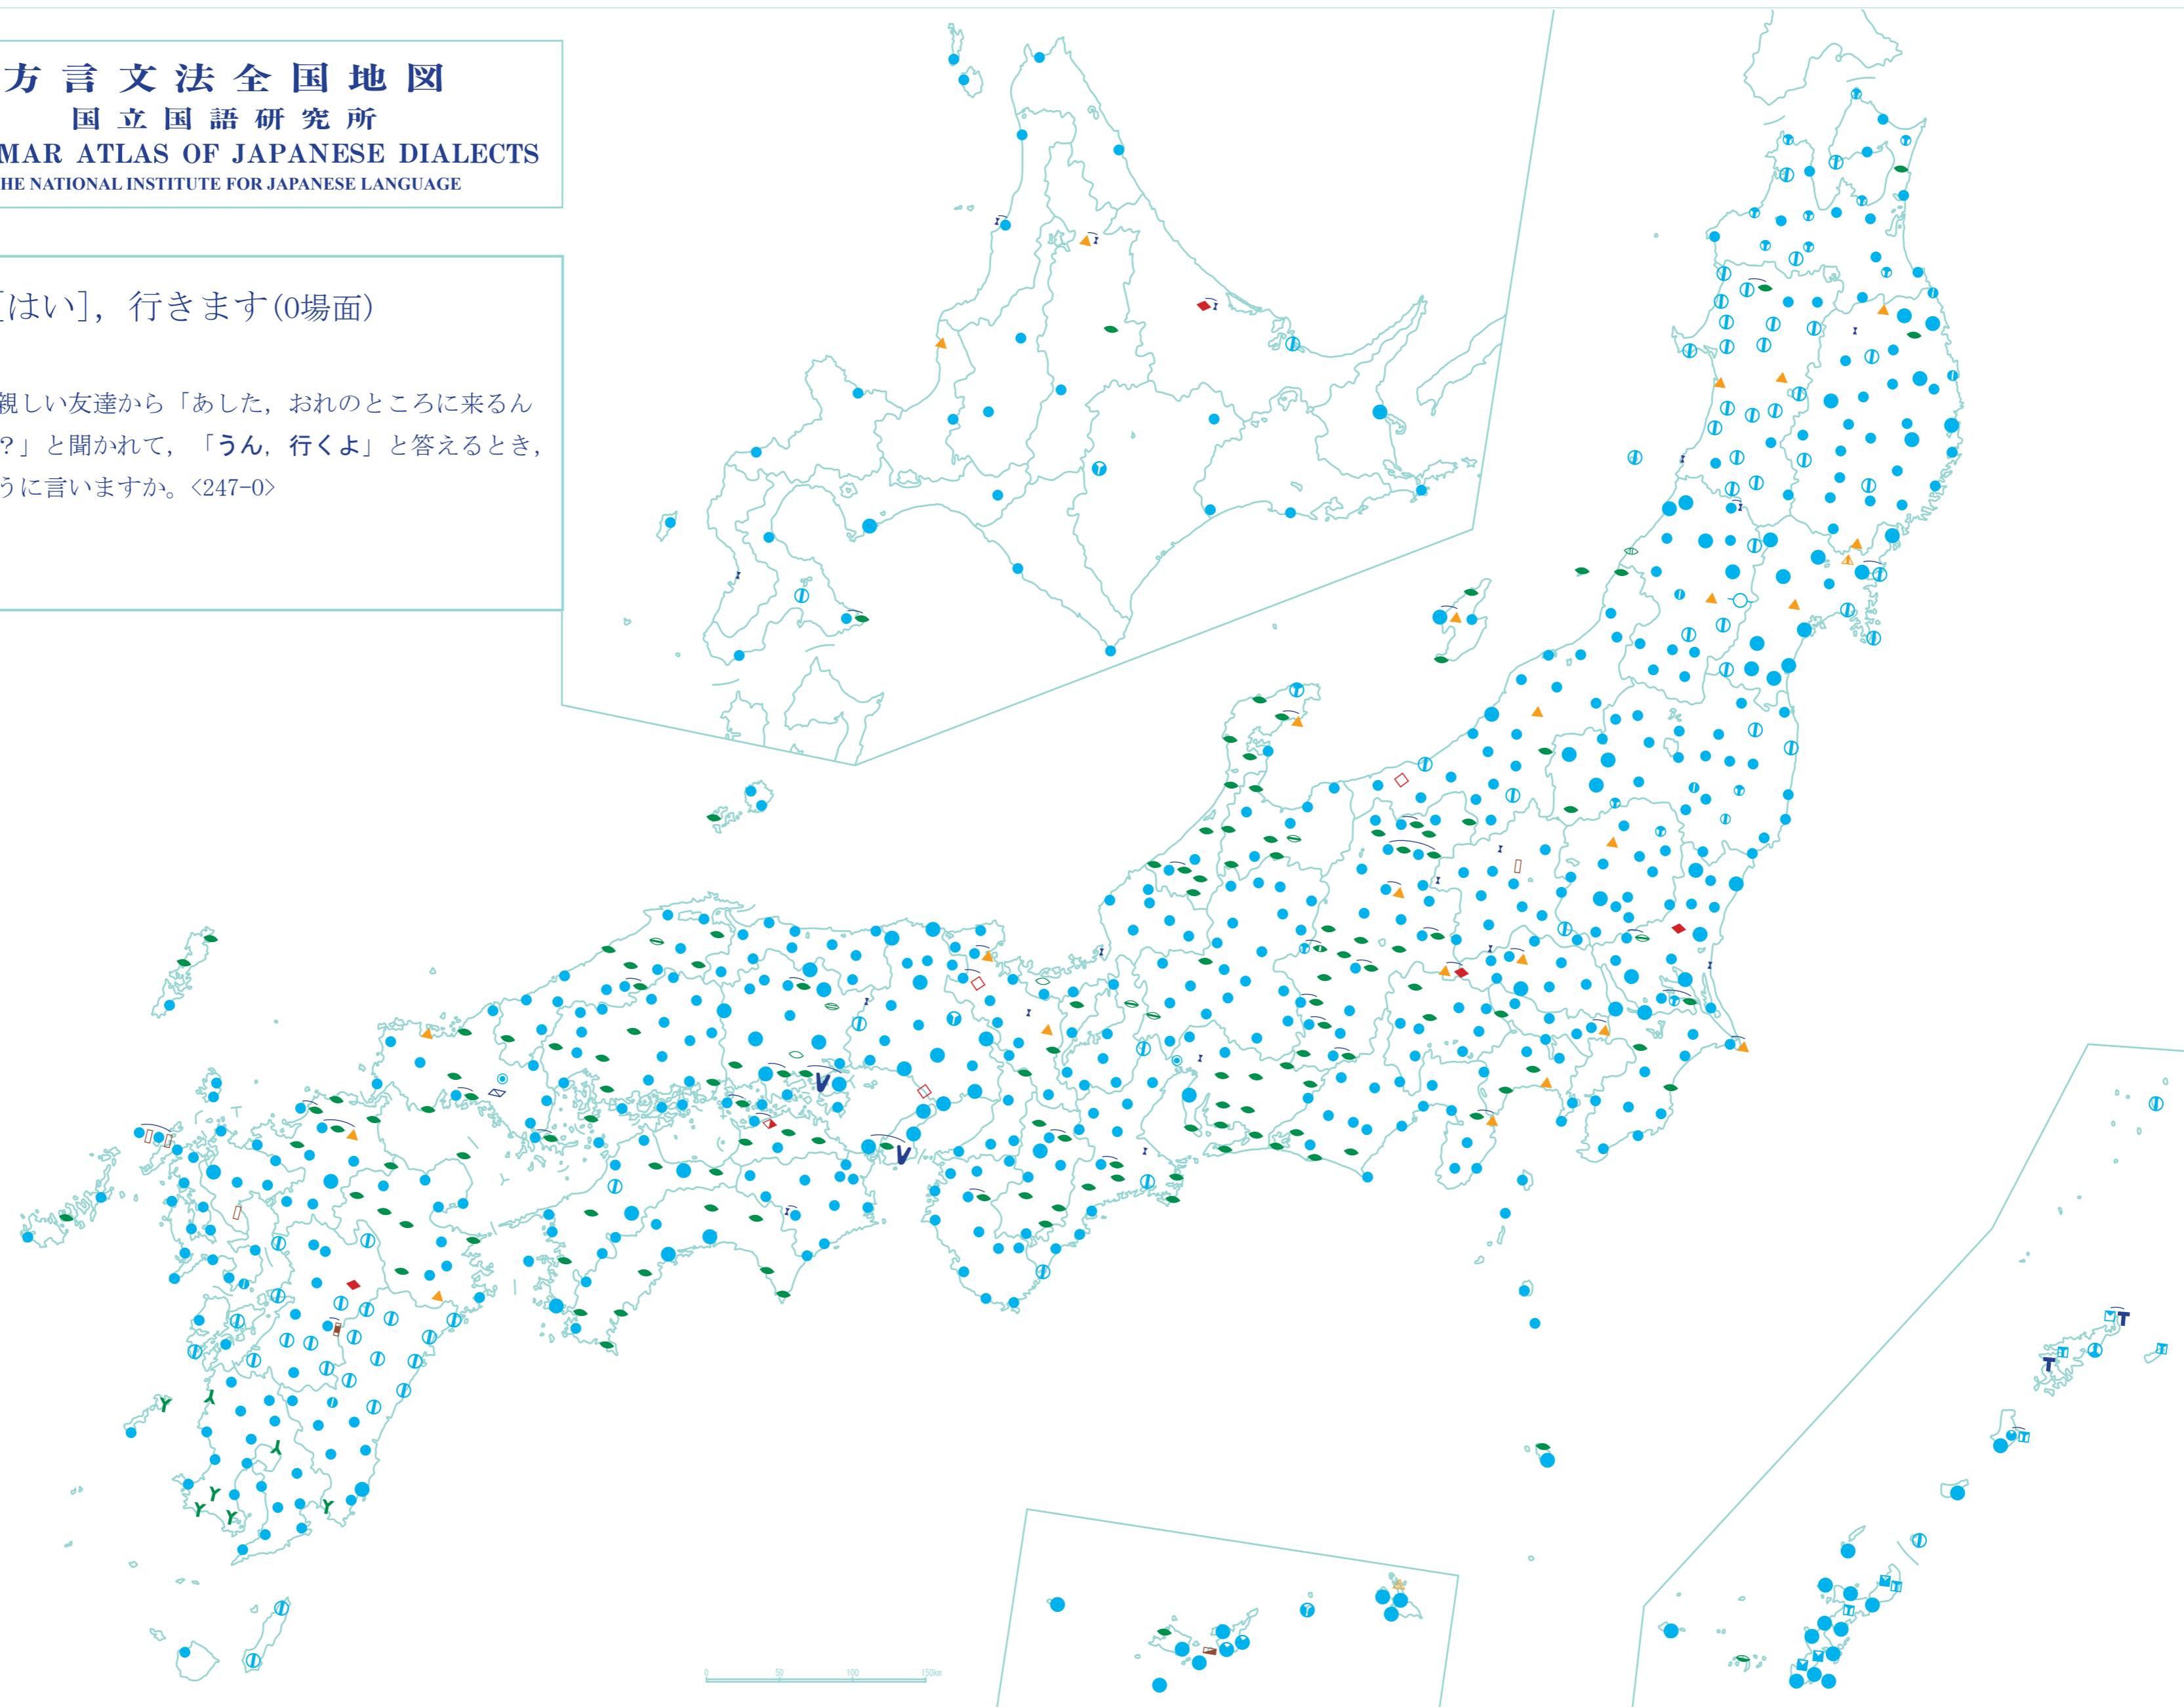 方言文法全国地図
国立国語研究所
MAR ATLAS OF JAPANESE DIALECTS
HE NATIONAL INSTITUTE FOR JAPANESE LANGUAGE
[はい], 行きます(0場面)
親しい友達から「あした, おれのところに来るん
?」と聞かれて, 「うん, 行くよ」と答えるとき,
うに言いますか。<247-0>
0 50 100 150km